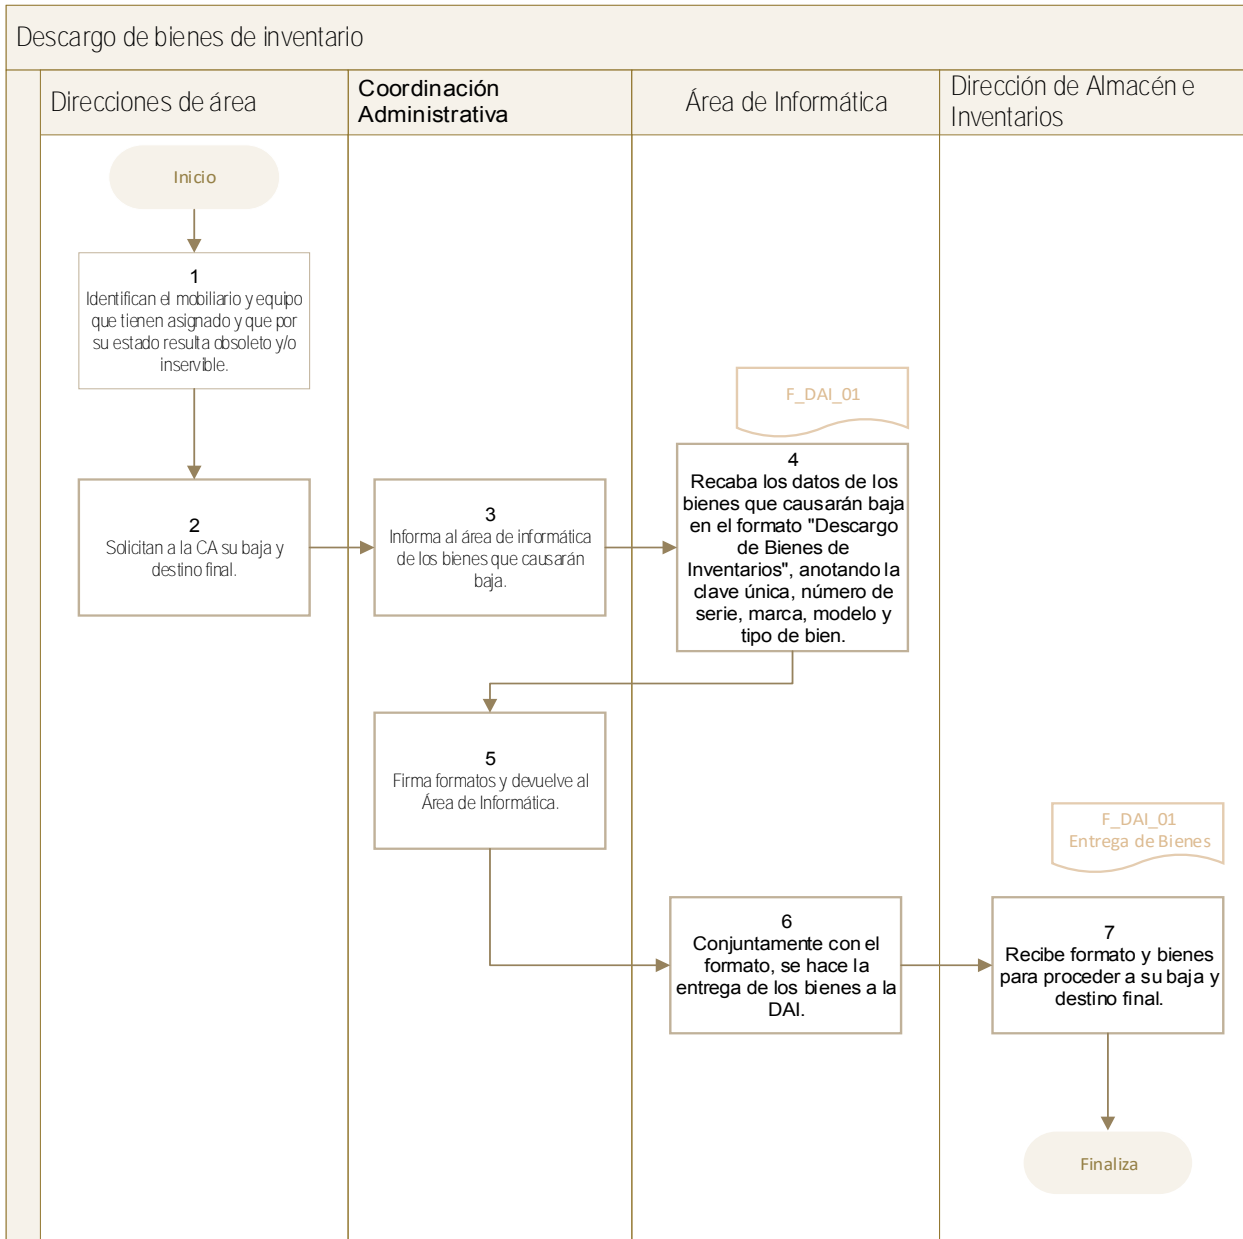 Descargo de bienes de inventario
Direcciones de área
Coordinación
Administrativa
Área de Informática
Dirección de Almacén e
Inventarios
Inicio
1
Identifican el mobiliario y equipo
que tienen asignado y que por
su estado resulta obsoleto y/o
inservible.
F_DAI_01
2
Solicitan a la CA su baja y
destino final.
3
Informa al área de informática
de los bienes que causarán
baja.
4
Recaba los datos de los
bienes que causarán baja
en el formato "Descargo
de Bienes de
Inventarios", anotando la
clave única, número de
serie, marca, modelo y
tipo de bien.
5
Firma formatos y devuelve al
Área de Informática.
F_DAI_01
Entrega de Bienes
6
Conjuntamente con el
formato, se hace la
entrega de los bienes a la
DAI.
7
Recibe formato y bienes
para proceder a su baja y
destino final.
Finaliza